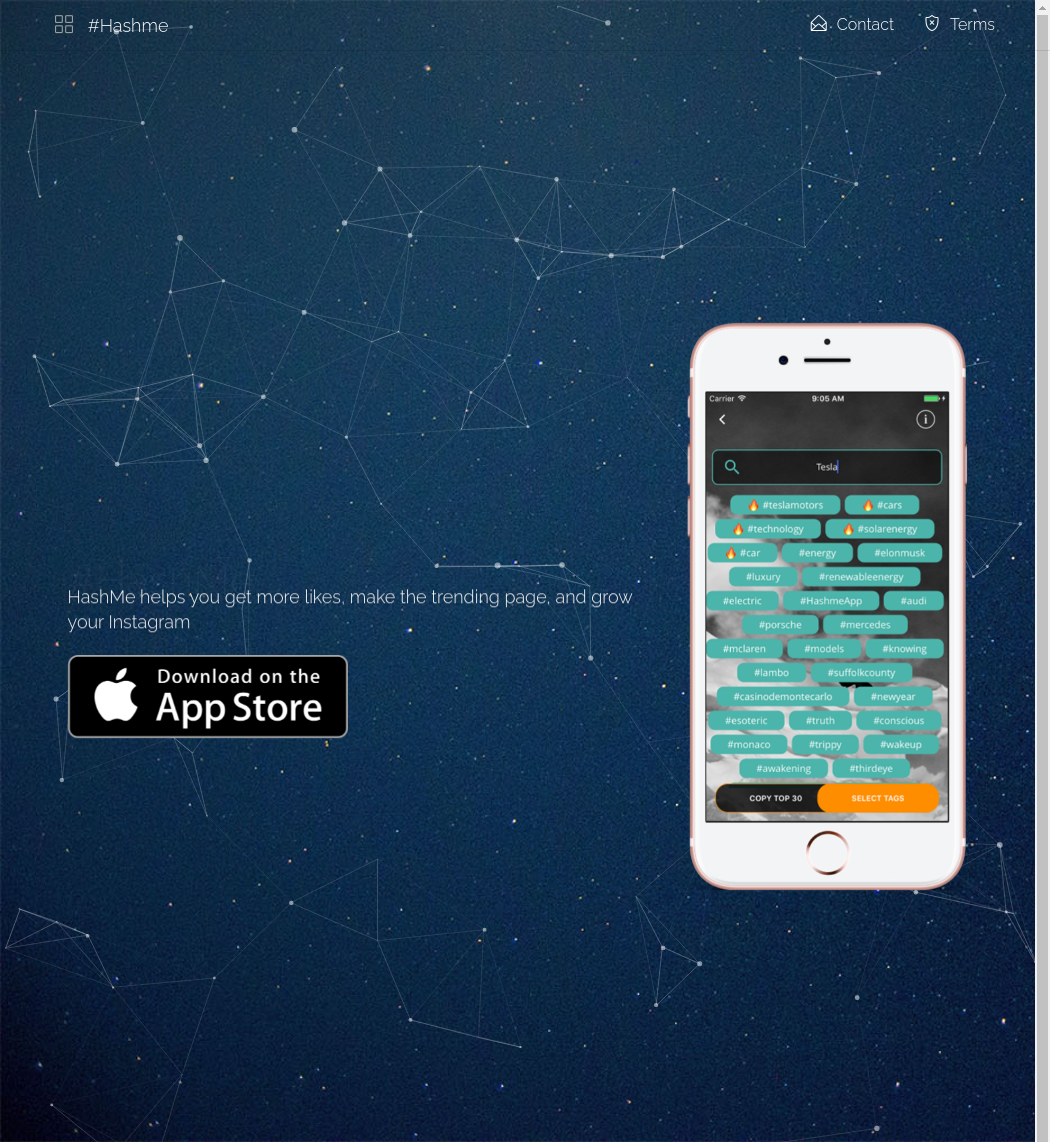 #Hashme
Contact
Terms
Carrier
9:05 AM
i
Tesla
#teslamotors
#cars
#technology
#solarenergy
#car
#energy
#elonmusk
#luxury
#renewableenergy
#electric
#HashmeApp
#audi
#porsche
#mercedes
#mclaren
#models
#knowing
#lambo
#suffolkcounty
#casinodemontecarlo
#newyear
#esoteric
#truth
#conscious
#monaco
#trippy
#wakeup
#awakening
#thirdeye
COPY TOP 30
SELECT TAGS
HashMe helps you get more likes, make the trending page, and grow
your Instagram
Download on the
App Store